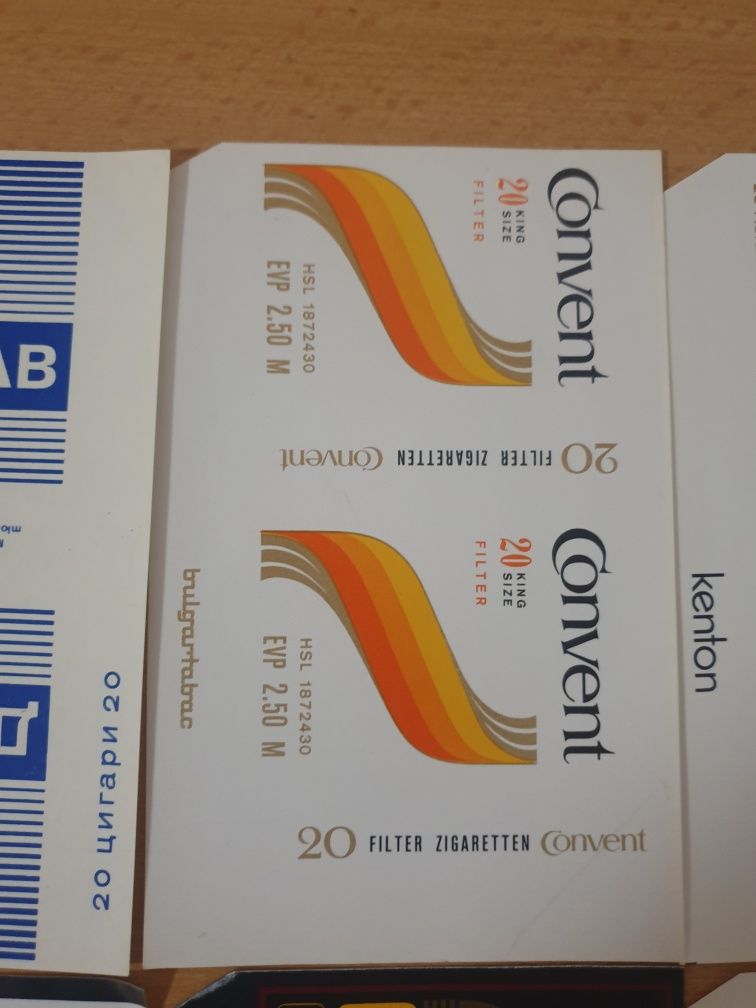 Convent
20 KING SIZE
FILTER
HSL 1872430
EVP 2.50 M
20 FILTER ZIGARETTEN Convent
Convent
20 KING SIZE
FILTER
HSL 1872430
EVP 2.50 M
20 FILTER ZIGARETTEN Convent
bulgartabac
20 цигари 20
kenton